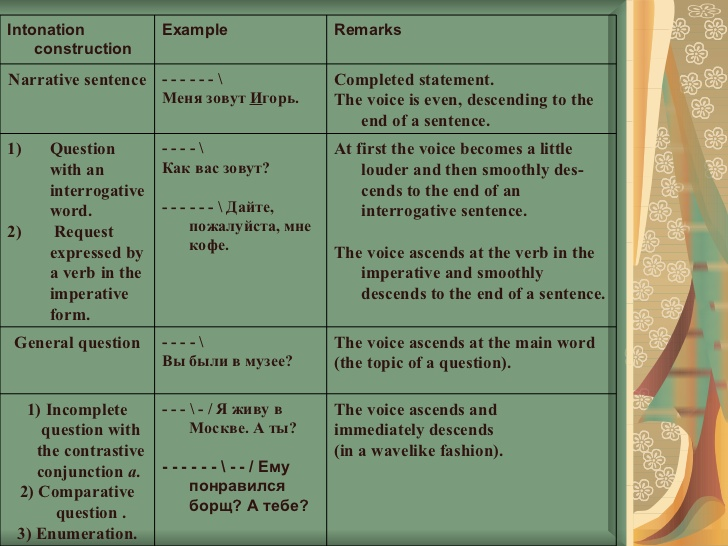 Intonation construction
Example
Remarks
Narrative sentence
- - - - - - \
Меня зовут Игорь.
Completed statement.
The voice is even, descending to the
end of a sentence.
1) Question
with an
interrogative
word.
2) Request
expressed by
a verb in the
imperative
form.
- - - - \
Как вас зовут?
- - - - - - \ Дайте,
пожалуйста, мне
кофе.
At first the voice becomes a little
louder and then smoothly des-
cends to the end of an
interrogative sentence.
The voice ascends at the verb in the
imperative and smoothly
descends to the end of a sentence.
General question
- - - - \
Вы были в музее?
The voice ascends at the main word
(the topic of a question).
1) Incomplete
question with
the contrastive
conjunction a.
2) Comparative
question .
3) Enumeration.
- - - \ - / Я живу в
Москве. А ты?
- - - - - - \ - - / Ему
понравился
борщ? А тебе?
The voice ascends and
immediately descends
(in a wavelike fashion).